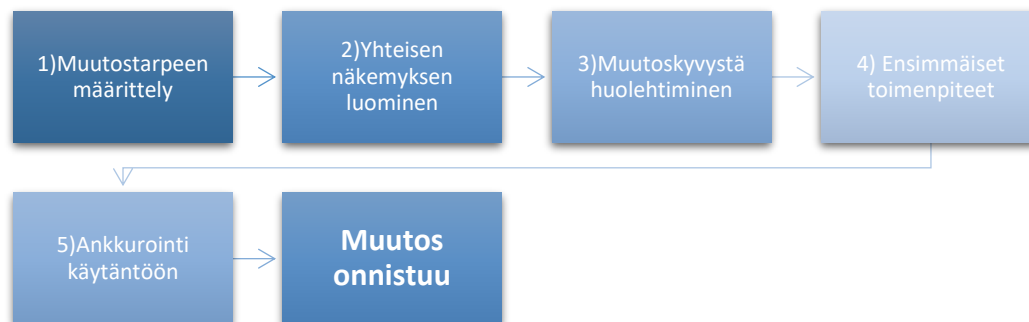 1)Muutostarpeen
määrittely
2)Yhteisen
näkemyksen
luominen
3)Muutoskyvystä
huolehtiminen
4) Ensimmäiset
toimenpiteet
5)Ankkurointi
käytäntöön
Muutos
onnistuu